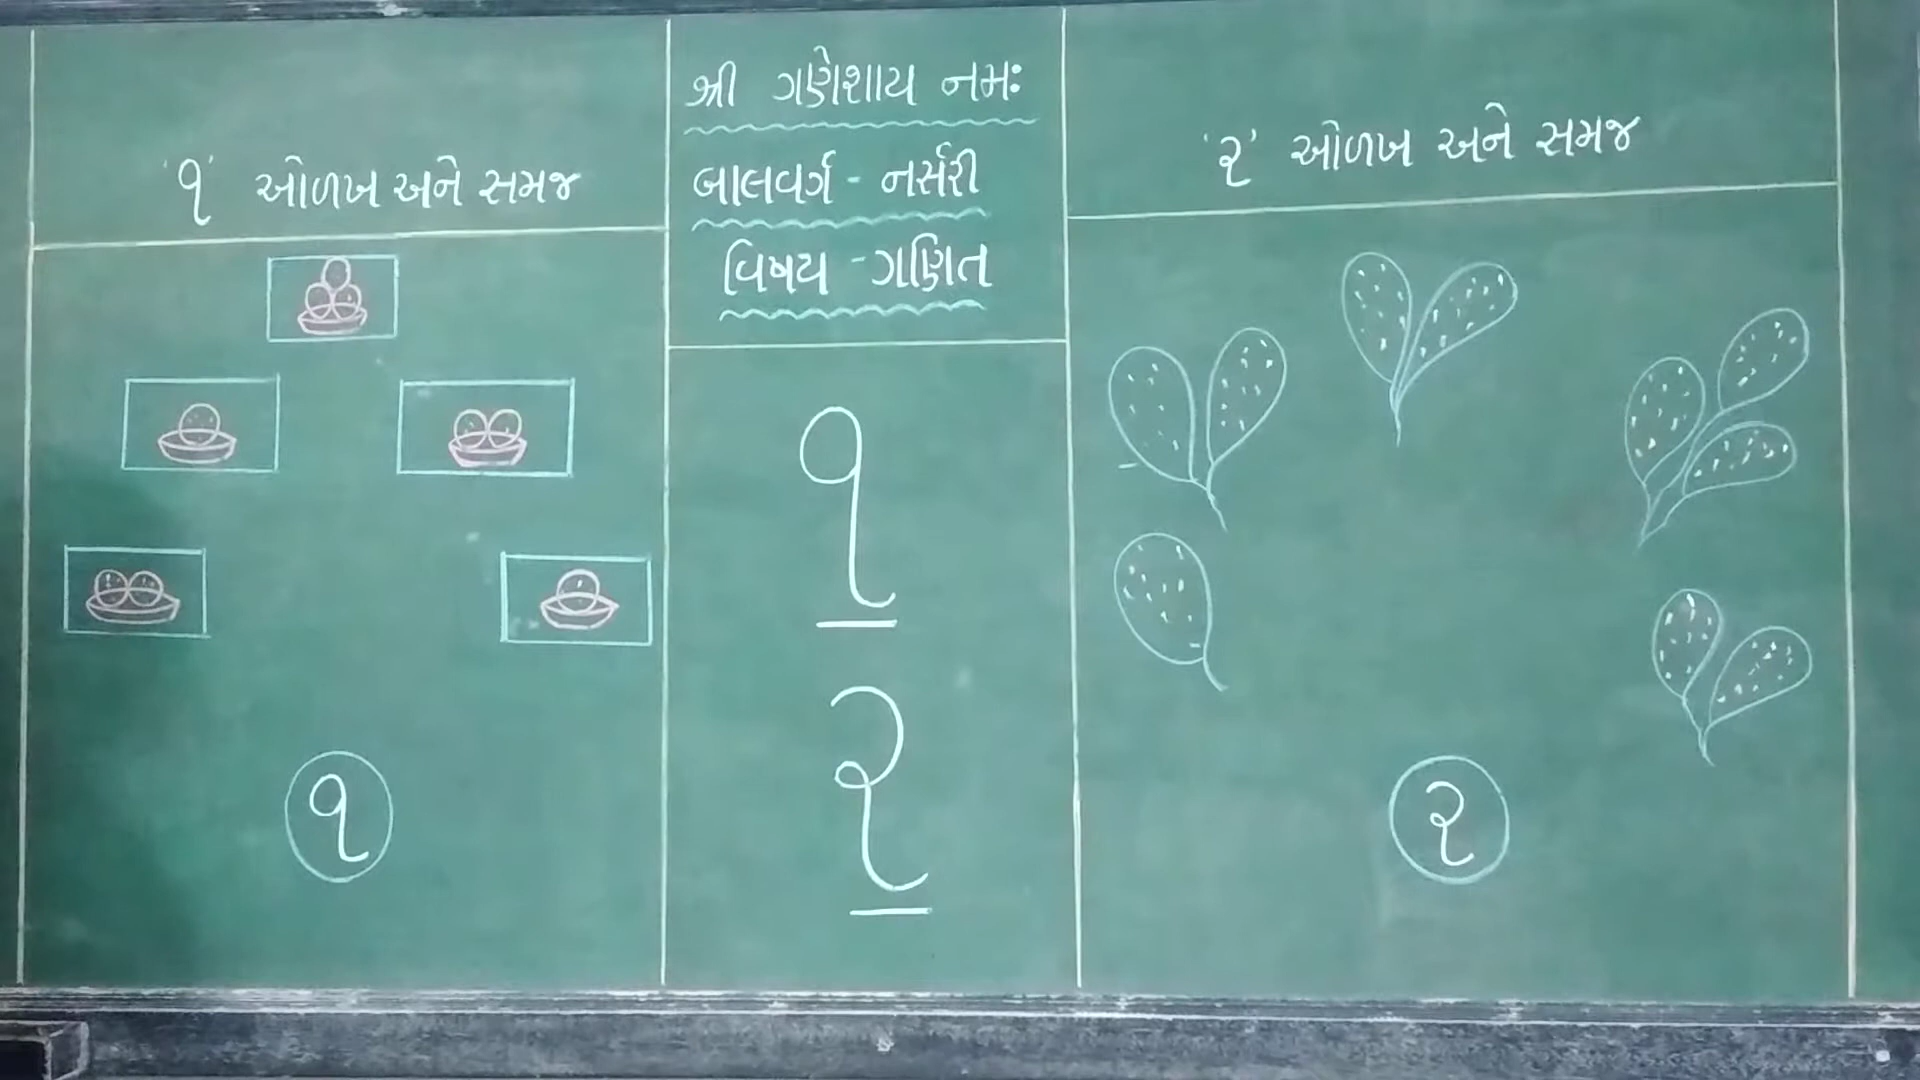 '૧' ઓળખ અને સમજ
૧
શ્રી ગણેશાય નમઃ
બાલવર્ગ - નર્સરી
વિષય - ગણિત
૧
૨
'૨' ઓળખ અને સમજ
૨